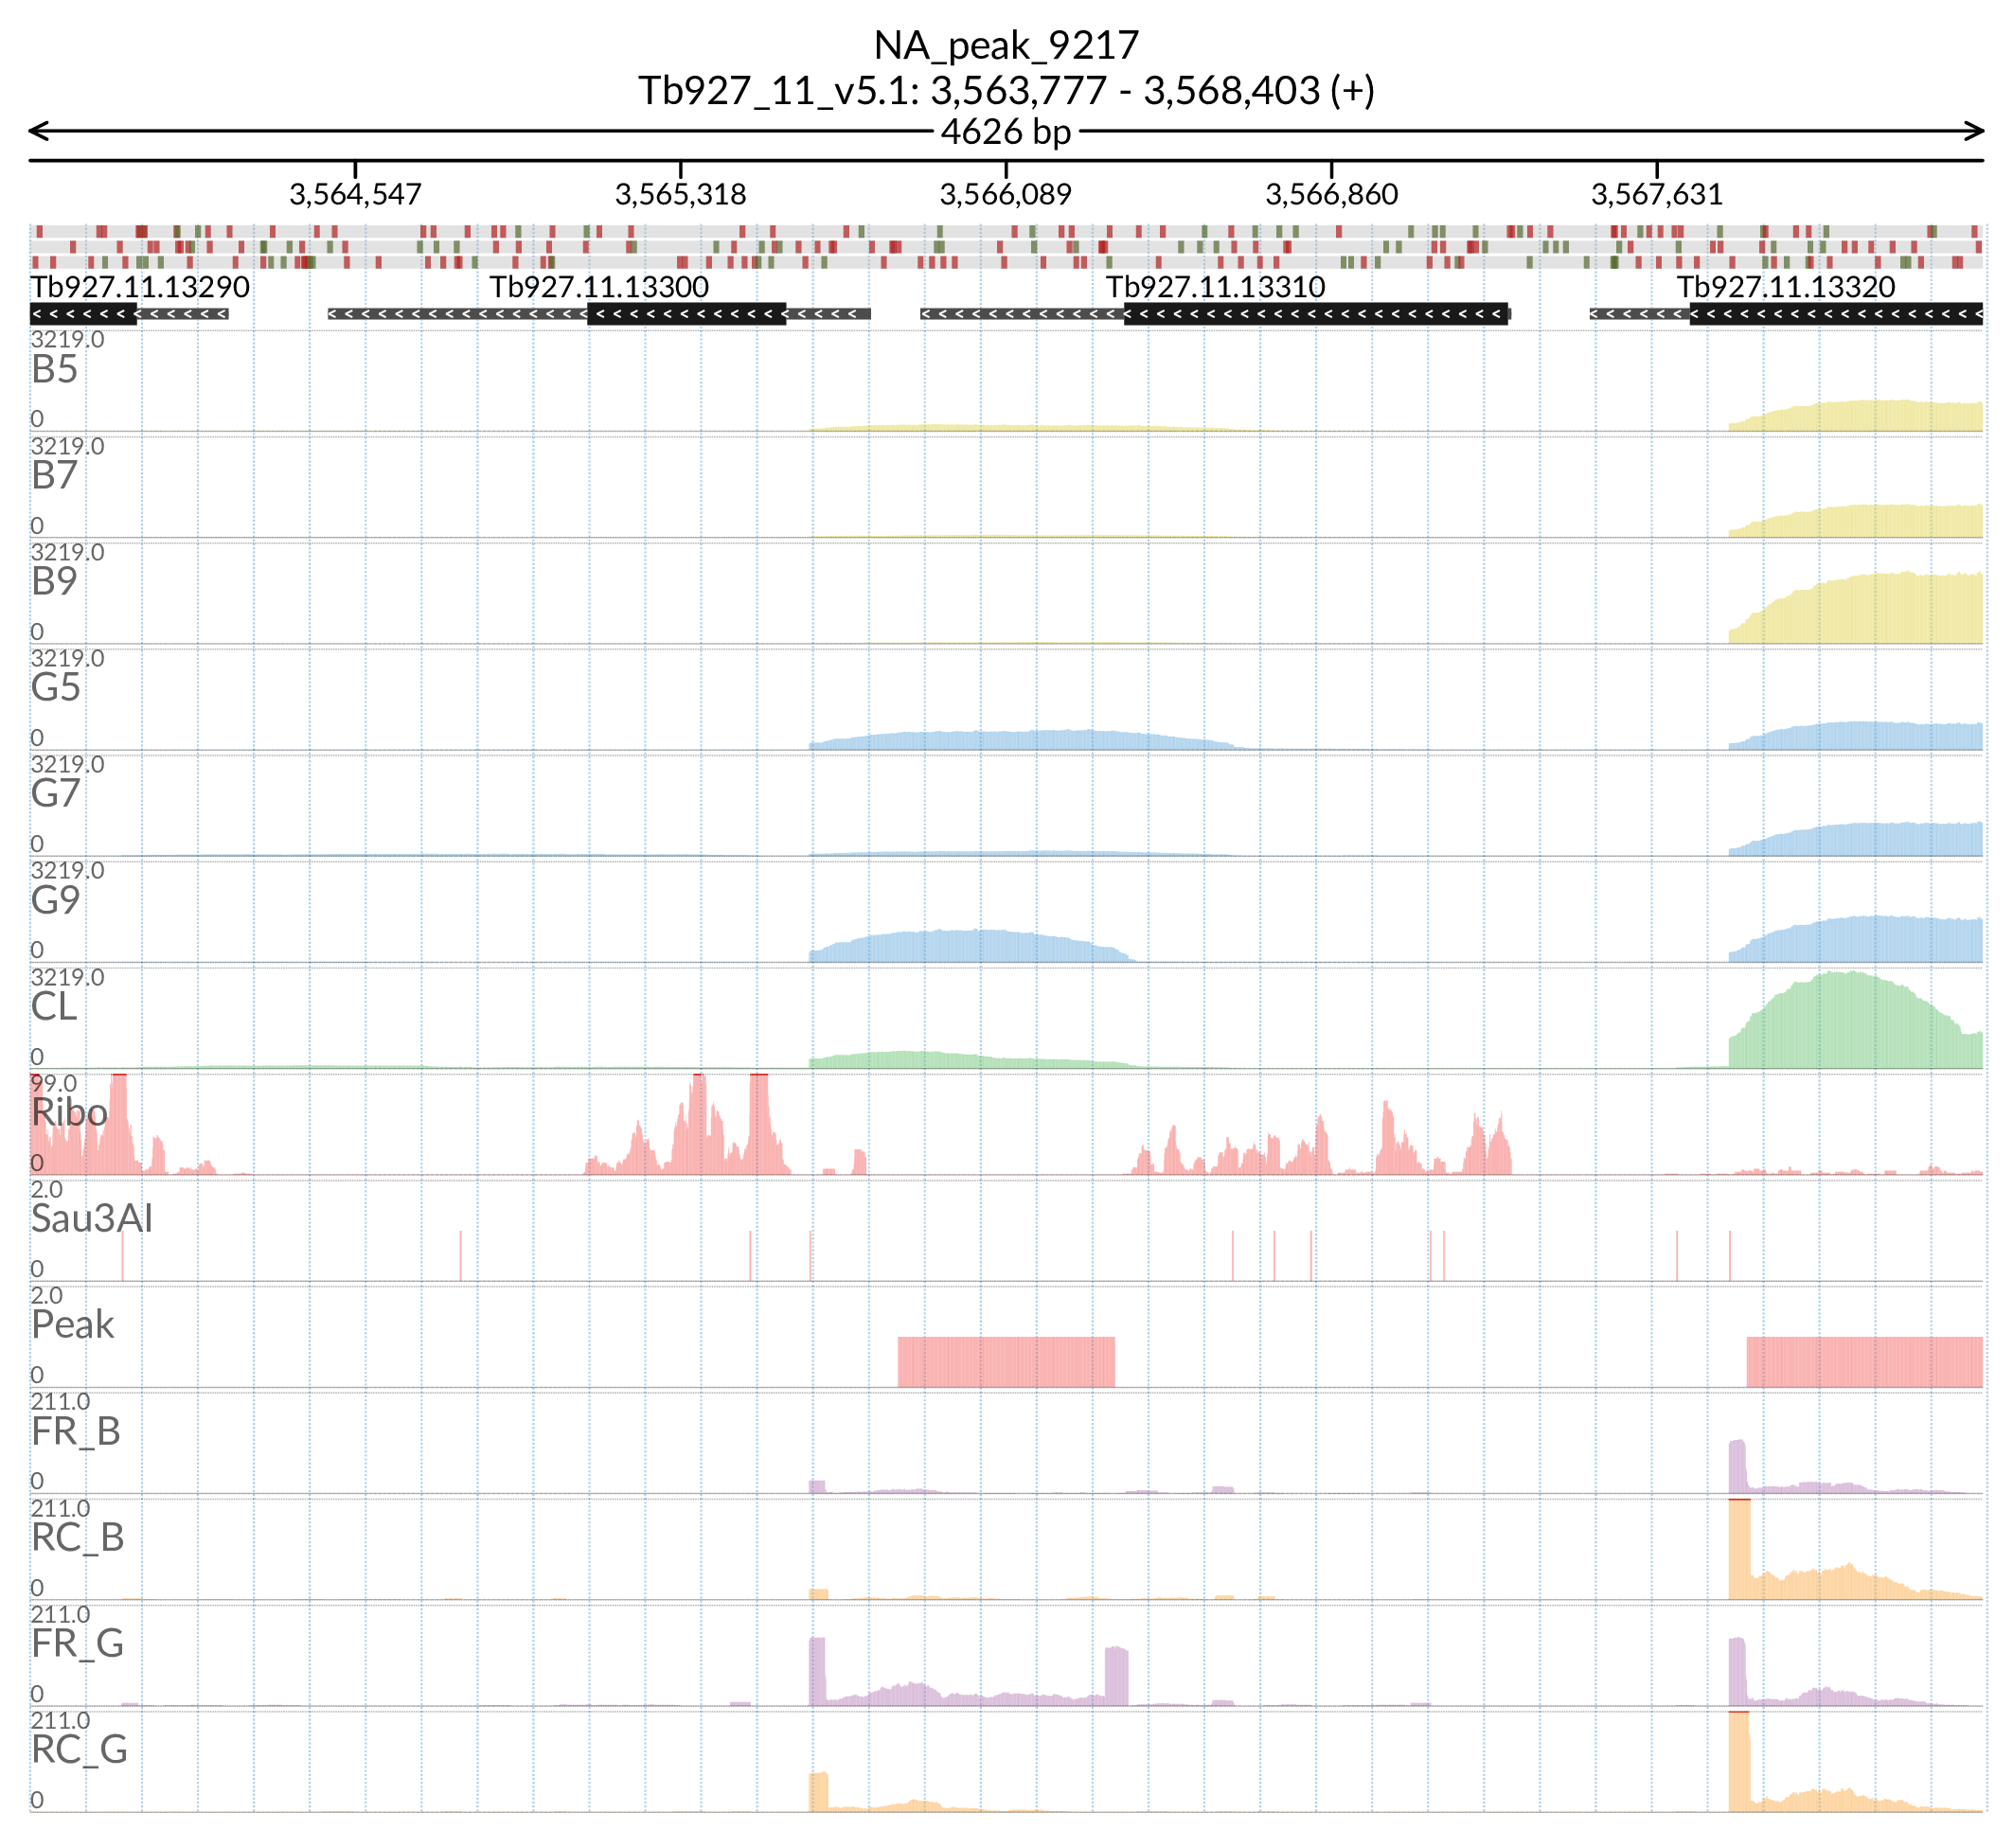 NA_peak_9217
Tb927_11_v5.1: 3,563,777 - 3,568,403 (+)
4626 bp
3,564,547 3,565,318 3,566,089 3,566,860 3,567,631
Tb927.11.13290 Tb927.11.13300 Tb927.11.13310 Tb927.11.13320
3219.0
B5
0
3219.0
B7
0
3219.0
B9
0
3219.0
G5
0
3219.0
G7
0
3219.0
G9
0
3219.0
CL
0
99.0
Ribo
0
2.0
Sau3AI
0
2.0
Peak
0
211.0
FR_B
0
211.0
RC_B
0
211.0
FR_G
0
211.0
RC_G
0